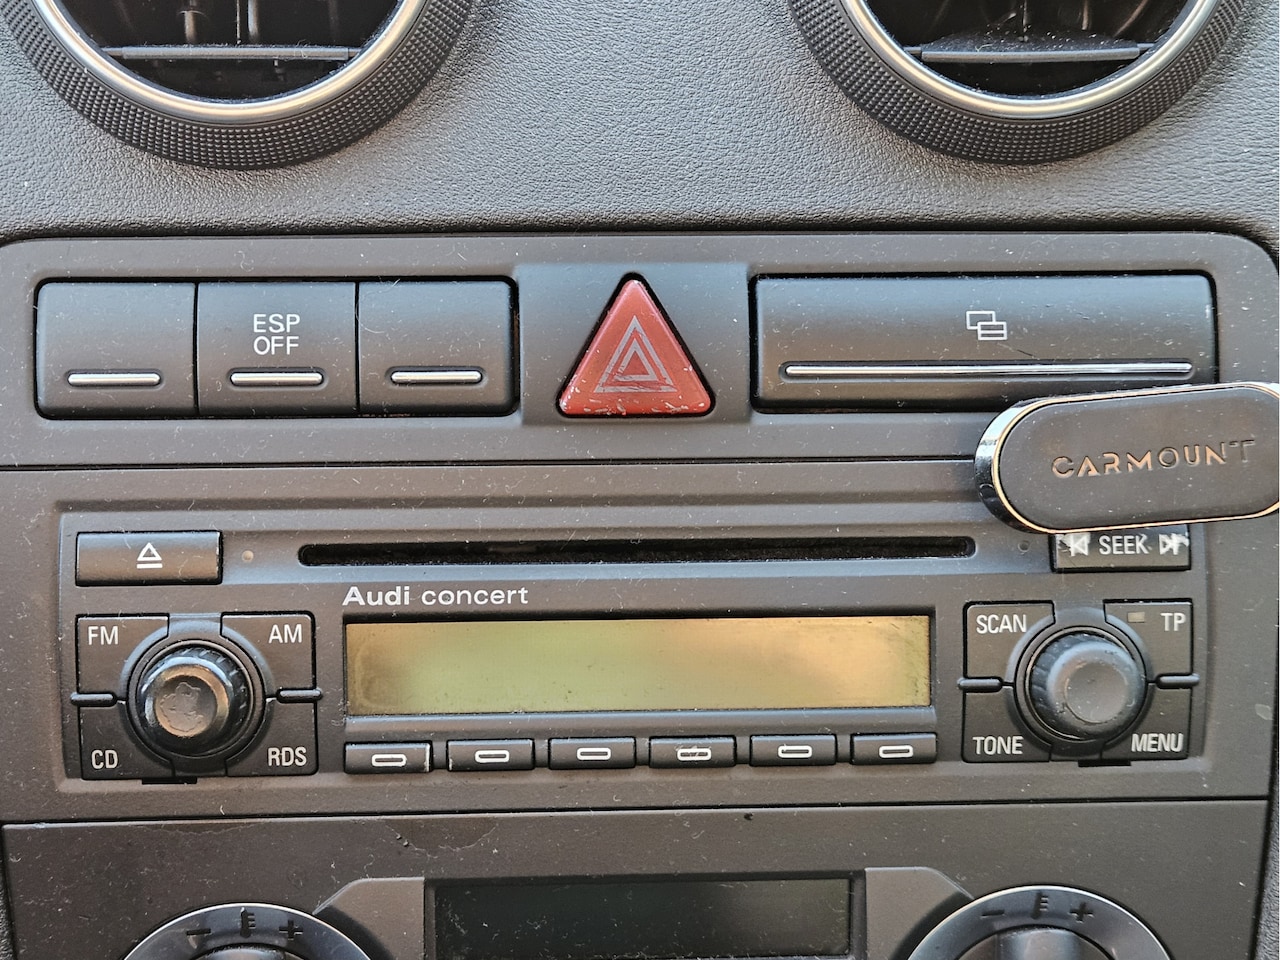 ESP
OFF
CARMOUNT
SEEK
Audi concert
FM
AM
SCAN
TP
CD
RDS
TONE
MENU
- +
- +